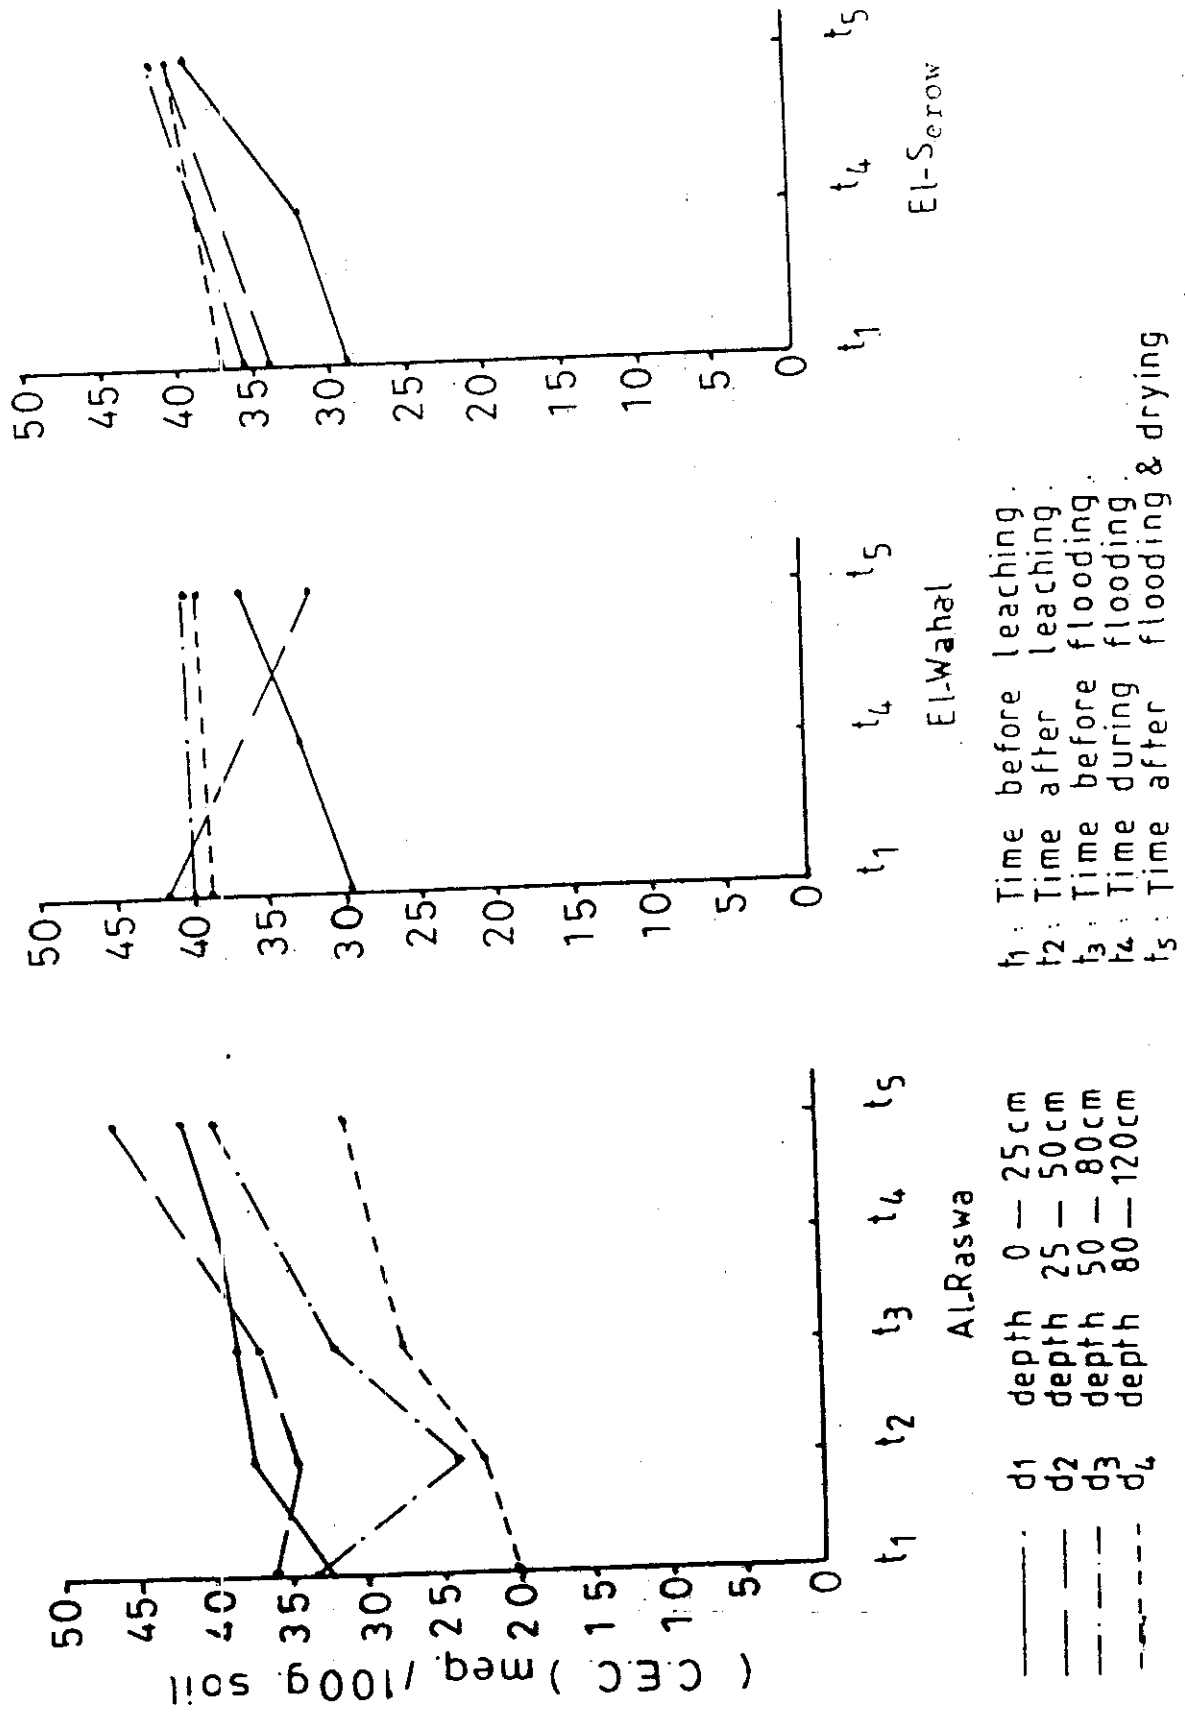 ( C.E.C. ) meq. / 100 g. soil
50
45
40
35
30
25
20
15
10
5
0
t1 t2 t3 t4 t5
Al-Raswa
50
45
40
35
30
25
20
15
10
5
0
t1 t4 t5
El-Wahal
50
45
40
35
30
25
20
15
10
5
0
t1 t4 t5
El-Serow
d1 depth 0 — 25cm
d2 depth 25 — 50cm
d3 depth 50 — 80cm
d4 depth 80 — 120cm
t1 : Time before leaching .
t2 : Time after leaching .
t3 : Time before flooding .
t4 : Time during flooding .
t5 : Time after flooding & drying